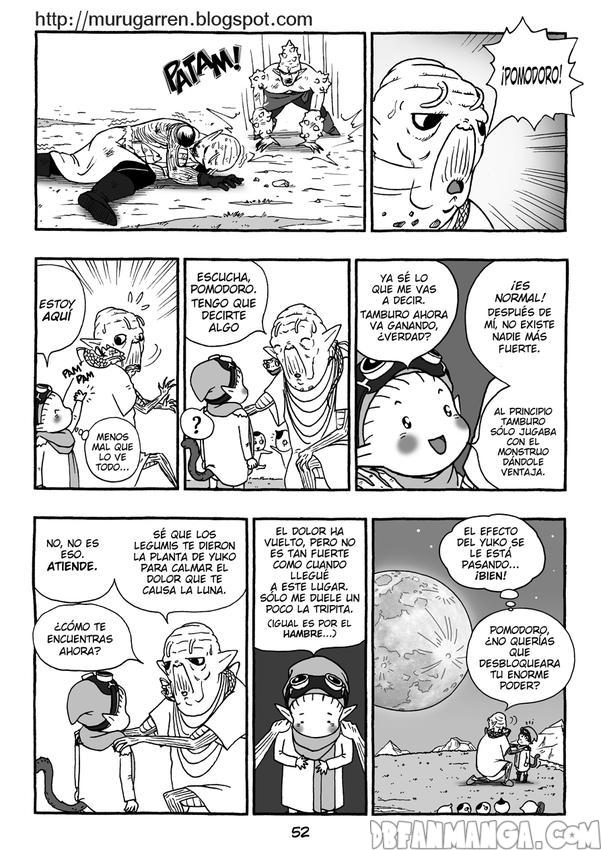 http://murugarren.blogspot.com
PATAM!
¡POMODORO!
ESTOY
AQUÍ
PAM
PAM
MENOS
MAL QUE
LO VE
TODO...
ESCUCHA,
POMODORO.
TENGO QUE
DECIRTE
ALGO
?
YA SÉ LO
QUE ME VAS
A DECIR.
TAMBURO AHORA
VA GANANDO,
¿VERDAD?
¡ES
NORMAL!
DESPUÉS DE
MÍ, NO EXISTE
NADIE MÁS
FUERTE.
AL PRINCIPIO
TAMBURO
SÓLO JUGABA
CON EL
MONSTRUO
DÁNDOLE
VENTAJA.
NO, NO ES
ESO.
ATIENDE.
SÉ QUE LOS
LEGUMIS TE DIERON
LA PLANTA DE YUKO
PARA CALMAR EL
DOLOR QUE TE
CAUSA LA LUNA.
¿CÓMO TE
ENCUENTRAS
AHORA?
EL DOLOR HA
VUELTO, PERO NO
ES TAN FUERTE
COMO CUANDO
LLEGUÉ
A ESTE LUGAR.
SÓLO ME DUELE UN
POCO LA TRIPITA.
(IGUAL ES POR EL
HAMBRE...)
EL EFECTO
DEL YUKO SE
LE ESTÁ
PASANDO...
¡BIEN!
POMODORO,
¿NO QUERÍAS
QUE
DESBLOQUEARA
TU ENORME
PODER?
52
DBFANMANGA.COM